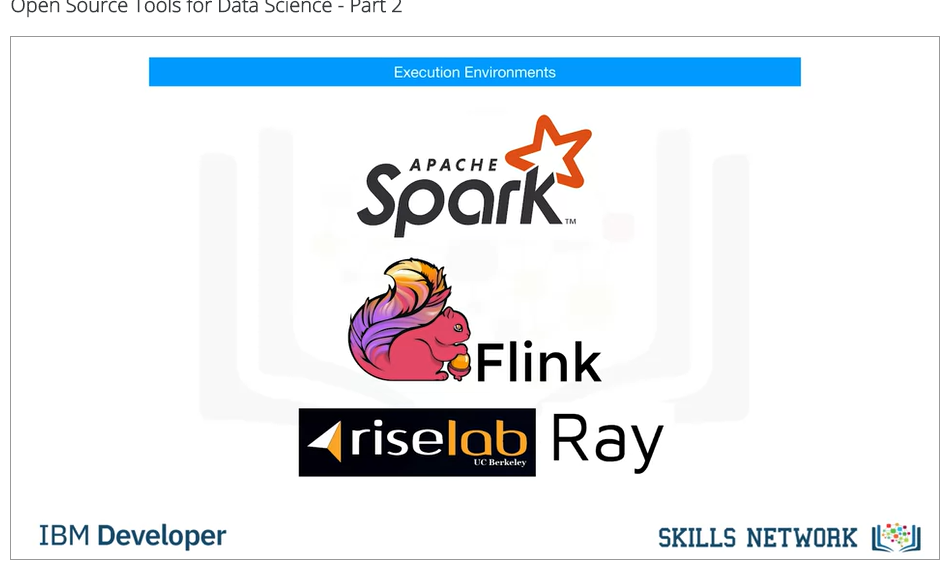 Open Source Tools for Data Science - Part 2
Execution Environments
APACHE
Spark™
Flink
riselab
UC Berkeley
Ray
IBM Developer
SKILLS NETWORK